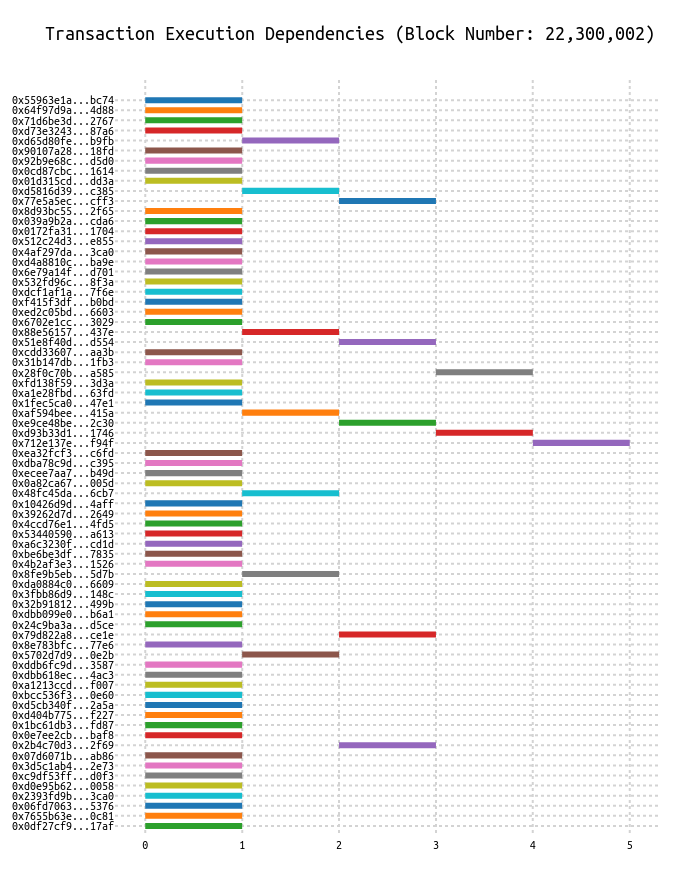 Transaction Execution Dependencies (Block Number: 22,300,002)
0x55963e1a...bc74
0x64f97d9a...4d88
0x71d6be3d...2767
0xd73e3243...87a6
0xd65d80fe...b9fb
0x90107a28...18fd
0x92b9e68c...d5d0
0x0cd87cbc...1614
0x01d315cd...dd3a
0xd5816d39...c385
0x77e5a5ec...cff3
0x8d93bc55...2f65
0x039a9b2a...cda6
0x0172fa31...1704
0x512c24d3...e855
0x4af297da...3ca0
0xd4a8810c...ba9e
0x6e79a14f...d701
0x532fd96c...8f3a
0xdcf1af1a...7f6e
0xf415f3df...b0bd
0xed2c05bd...6603
0x6702e1cc...3029
0x88e56157...437e
0x51e8f40d...d554
0xcdd33607...aa3b
0x31b147db...1fb3
0x28f0c70b...a585
0xfd138f59...3d3a
0xa1e28fbd...63fd
0x1fec5ca0...47e1
0xaf594bee...415a
0xe9ce48be...2c30
0xd93b33d1...1746
0x712e137e...f94f
0xea32fcf3...c6fd
0xdba78c9d...c395
0xecee7aa7...b49d
0x0a82ca67...005d
0x48fc45da...6cb7
0x10426d9d...4aff
0x39262d7d...2649
0x4ccd76e1...4fd5
0x53440590...a613
0xa6c3230f...cd1d
0xbe6be3df...7835
0x4b2af3e3...1526
0x8fe9b5eb...5d7b
0xda0884c0...6609
0x3fbb86d9...148c
0x32b91812...499b
0xdbb099e0...b6a1
0x24c9ba3a...d5ce
0x79d822a8...ce1e
0x8e783bfc...77e6
0x5702d7d9...0e2b
0xddb6fc9d...3587
0xdbb618ec...4ac3
0xa1213ccd...f007
0xbcc536f3...0e60
0xd5cb340f...2a5a
0xd404b775...f227
0x1bc61db3...fd87
0x0e7ee2cb...baf8
0x2b4c70d3...2f69
0x07d6071b...ab86
0x3d5c1ab4...2e73
0xc9df53ff...d0f3
0xd0e95b62...0058
0x2393fd9b...3ca0
0x06fd7063...5376
0x7655b63e...0c81
0x0df27cf9...17af
0 1 2 3 4 5